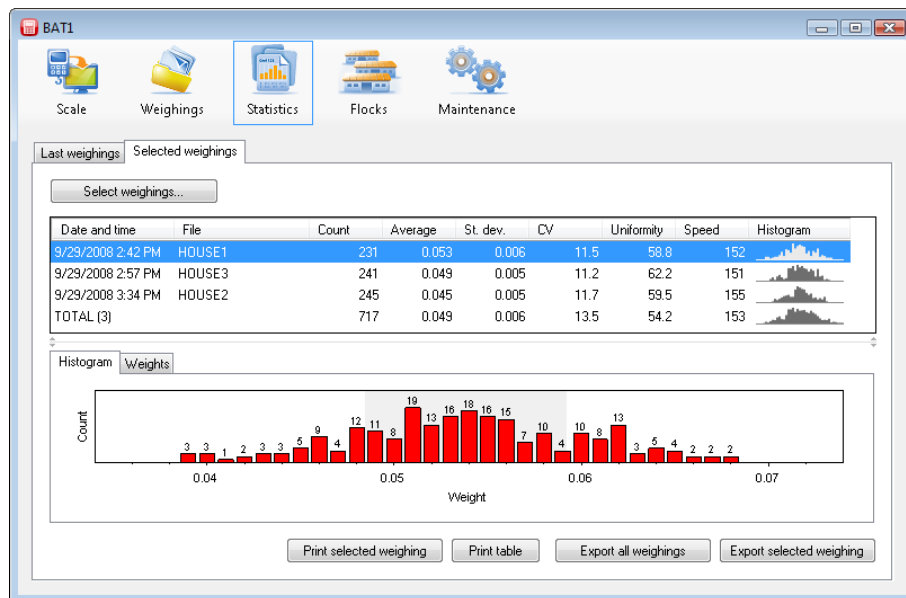 BAT1
Scale Weighings Statistics Flocks Maintenance
Last weighings Selected weighings
Select weighings...
Date and time File Count Average St. dev. CV Uniformity Speed Histogram
9/29/2008 2:42 PM HOUSE1 231 0.053 0.006 11.5 58.8 152
9/29/2008 2:57 PM HOUSE3 241 0.049 0.005 11.2 62.2 151
9/29/2008 3:34 PM HOUSE2 245 0.045 0.005 11.7 59.5 155
TOTAL (3) 717 0.049 0.006 13.5 54.2 153
Histogram Weights
Count
3 3 1 2 3 3 5 9 4 12 11 8 19 13 16 18 16 15 7 10 4 10 8 13 3 5 4 2 2 2
0.04 0.05 0.06 0.07
Weight
Print selected weighing Print table Export all weighings Export selected weighing